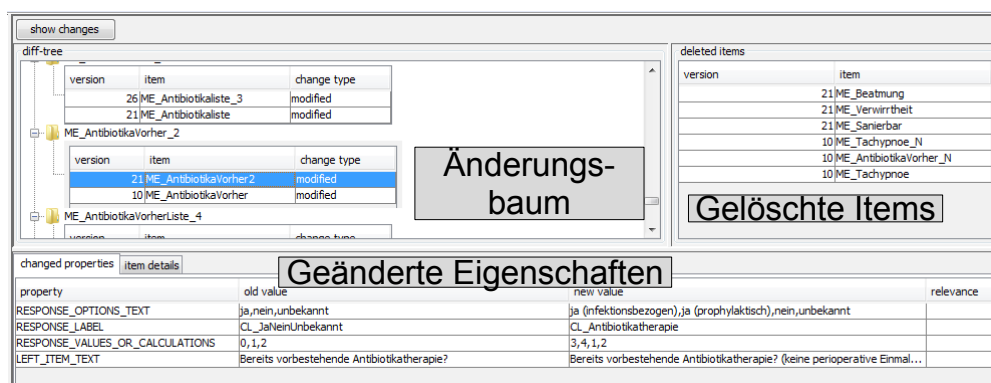 show changes
diff-tree
version item change type
26 ME_Antibiotikaliste_3 modified
21 ME_Antibiotikaliste modified
ME_AntibiotikaVorher_2
version item change type
21 ME_AntibiotikaVorher2 modified
10 ME_AntibiotikaVorher modified
ME_AntibiotikaVorherListe_4
version item change type
Änderungs-
baum
deleted items
version item
21 ME_Beatmung
21 ME_Verwirrtheit
21 ME_Sanierbar
10 ME_Tachypnoe_N
10 ME_AntibiotikaVorher_N
10 ME_Tachypnoe
Gelöschte Items
changed properties item details
Geänderte Eigenschaften
property old value new value relevance
RESPONSE_OPTIONS_TEXT ja,nein,unbekannt ja (infektionsbezogen),ja (prophylaktisch),nein,unbekannt
RESPONSE_LABEL CL_JaNeinUnbekannt CL_Antibiotikatherapie
RESPONSE_VALUES_OR_CALCULATIONS 0,1,2 3,4,1,2
LEFT_ITEM_TEXT Bereits vorbestehende Antibiotikatherapie? Bereits vorbestehende Antibiotikatherapie? (keine perioperative Einmal...